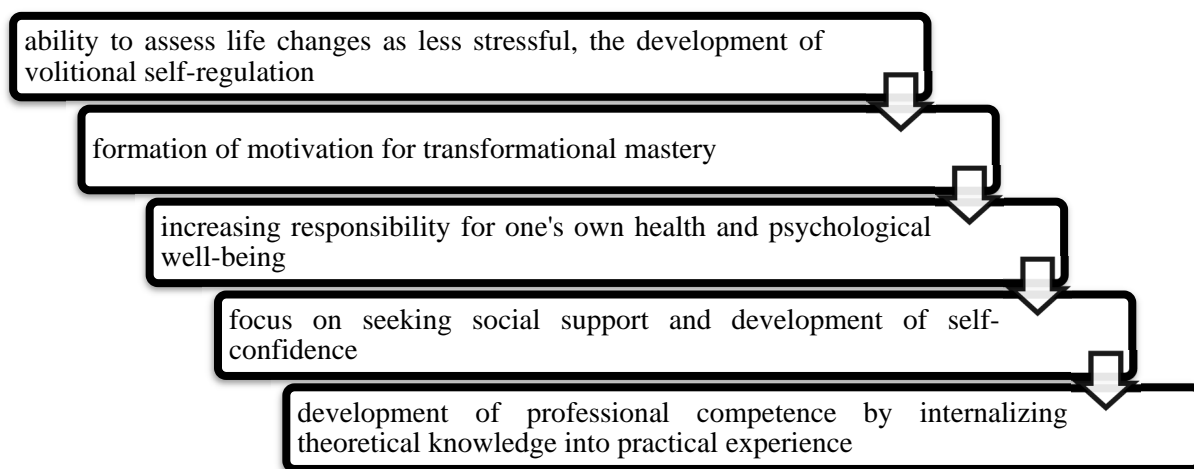 ability to assess life changes as less stressful, the development of
volitional self-regulation
formation of motivation for transformational mastery
increasing responsibility for one's own health and psychological
well-being
focus on seeking social support and development of self-
confidence
development of professional competence by internalizing
theoretical knowledge into practical experience